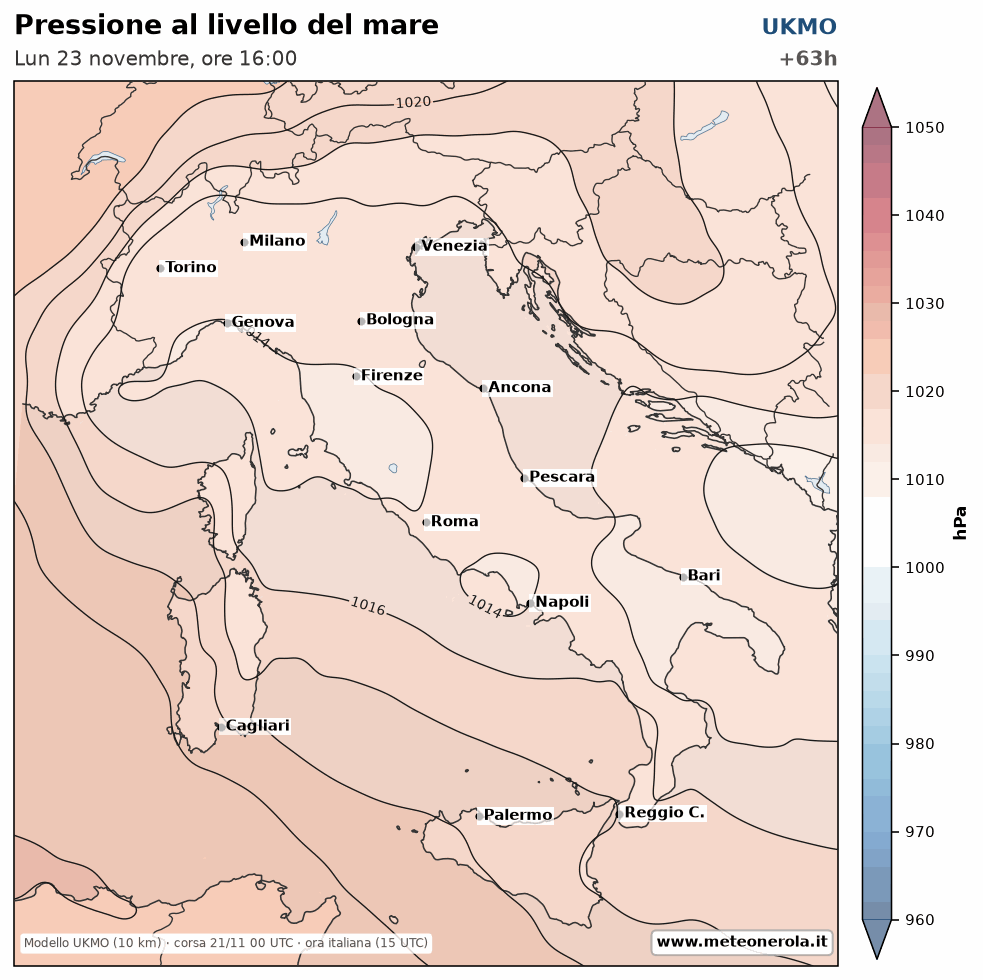 Pressione al livello del mare
UKMO
Lun 23 novembre, ore 16:00
+63h
1020
Venezia
Milano
Torino
Bologna
Genova
Firenze
Ancona
Pescara
Roma
Bari
1016
1014
Napoli
Cagliari
Palermo
Reggio C.
1050
1040
1030
1020
1010
1000
990
980
970
960
hPa
Modello UKMO (10 km) · corsa 21/11 00 UTC · ora italiana (15 UTC)
www.meteonerola.it